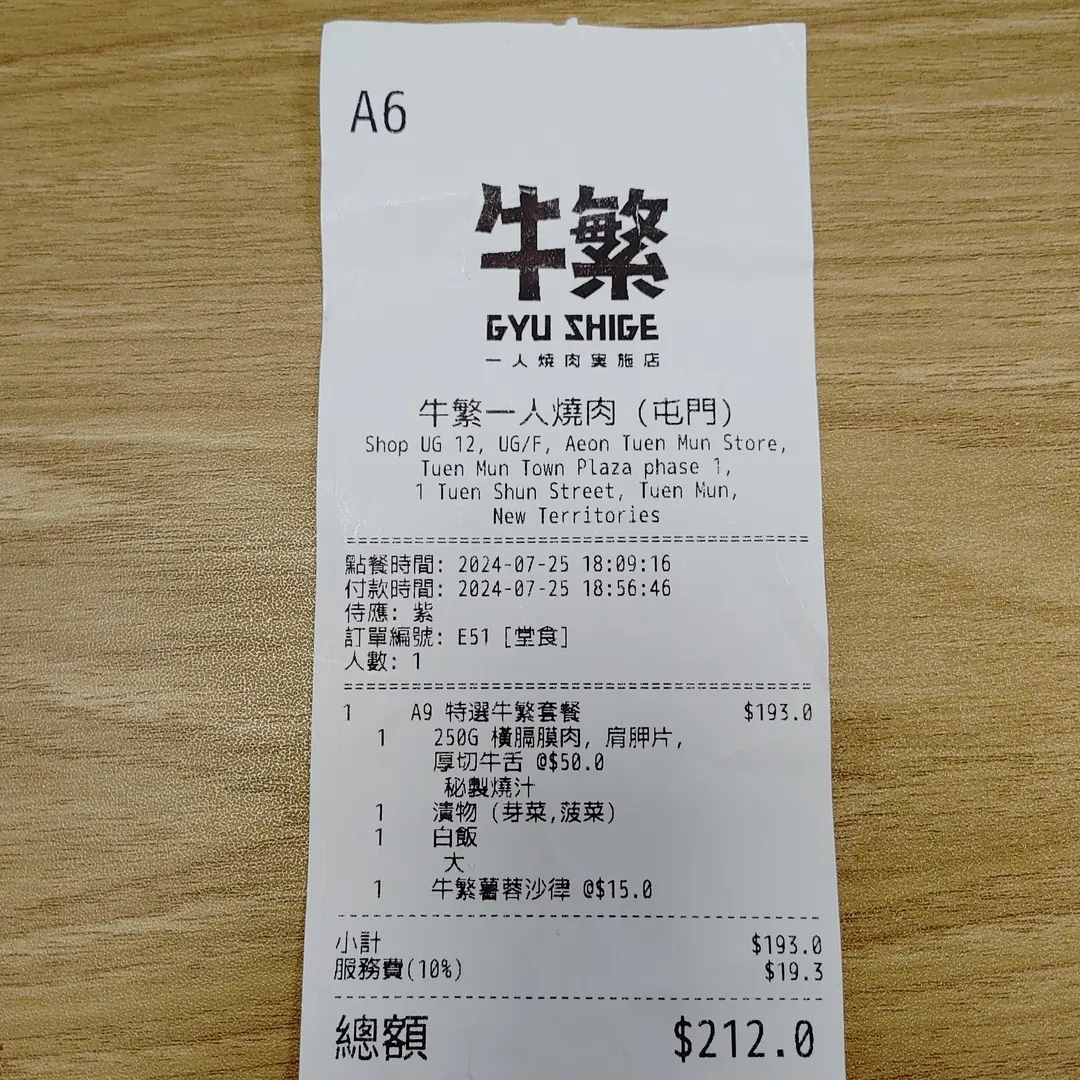 A6
牛繁
GYU SHIGE
一人燒肉実施店
牛繁一人燒肉 (屯門)
Shop UG 12, UG/F, Aeon Tuen Mun Store,
Tuen Mun Town Plaza phase 1,
1 Tuen Shun Street, Tuen Mun,
New Territories
點餐時間: 2024-07-25 18:09:16
付款時間: 2024-07-25 18:56:46
侍應: 紫
訂單編號: E51 [堂食]
人數: 1
1 A9 特選牛繁套餐 $193.0
1 250G 橫膈膜肉, 肩胛片,
厚切牛舌 @$50.0
秘製燒汁
1 漬物 (芽菜,菠菜)
1 白飯
大
1 牛繁薯蓉沙律 @$15.0
小計 $193.0
服務費(10%) $19.3
總額 $212.0